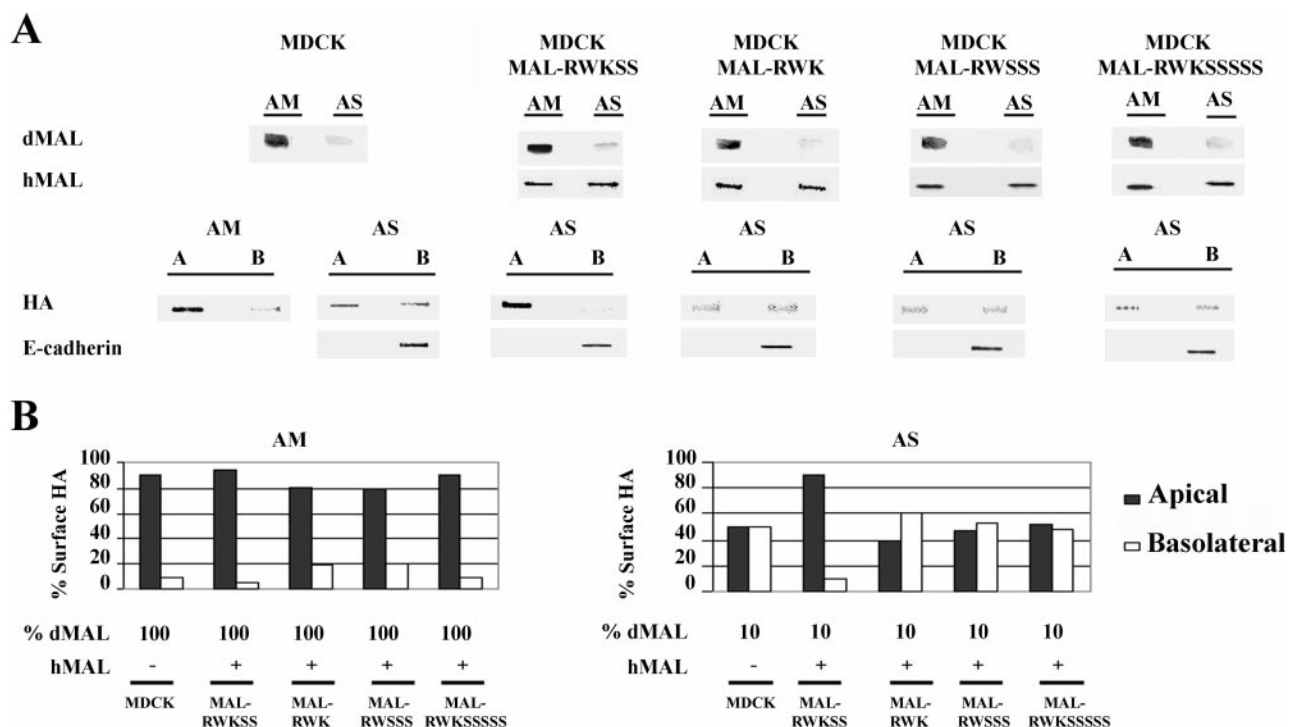 A
MDCK
MDCK
MAL-RWKSS
MDCK
MAL-RWK
MDCK
MAL-RWSSS
MDCK
MAL-RWKSSSSS
AM AS AM AS AM AS AM AS AM AS
dMAL
hMAL
AM AS AS AS AS AS
A B A B A B A B A B A B
HA
E-cadherin
B
AM
% Surface HA
100
80
60
40
20
0
% dMAL 100 100 100 100 100
hMAL - + + + +
MDCK MAL-RWKSS MAL-RWK MAL-RWSSS MAL-RWKSSSSS
AS
% Surface HA
100
80
60
40
20
0
% dMAL 10 10 10 10 10
hMAL - + + + +
MDCK MAL-RWKSS MAL-RWK MAL-RWSSS MAL-RWKSSSSS
Apical
Basolateral